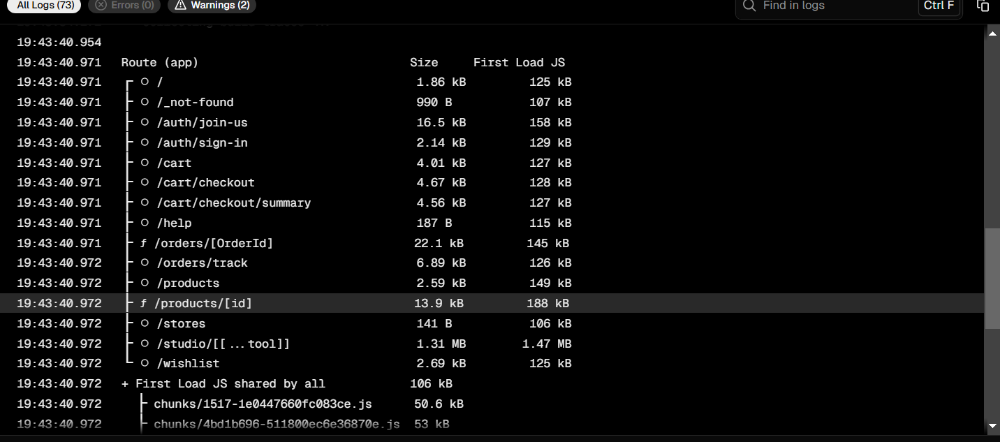 All Logs (73) Errors (0) Warnings (2) Find in logs Ctrl F
19:43:40.954
19:43:40.971 Route (app) Size First Load JS
19:43:40.971 ┌ ○ / 1.86 kB 125 kB
19:43:40.971 ├ ○ /_not-found 990 B 107 kB
19:43:40.971 ├ ○ /auth/join-us 16.5 kB 158 kB
19:43:40.971 ├ ○ /auth/sign-in 2.14 kB 129 kB
19:43:40.971 ├ ○ /cart 4.01 kB 127 kB
19:43:40.971 ├ ○ /cart/checkout 4.67 kB 128 kB
19:43:40.971 ├ ○ /cart/checkout/summary 4.56 kB 127 kB
19:43:40.971 ├ ○ /help 187 B 115 kB
19:43:40.971 ├ ƒ /orders/[OrderId] 22.1 kB 145 kB
19:43:40.972 ├ ○ /orders/track 6.89 kB 126 kB
19:43:40.972 ├ ○ /products 2.59 kB 149 kB
19:43:40.972 ├ ƒ /products/[id] 13.9 kB 188 kB
19:43:40.972 ├ ○ /stores 141 B 106 kB
19:43:40.972 ├ ○ /studio/[[...tool]] 1.31 MB 1.47 MB
19:43:40.972 └ ○ /wishlist 2.69 kB 125 kB
19:43:40.972 + First Load JS shared by all 106 kB
19:43:40.972 ├ chunks/1517-1e0447660fc083ce.js 50.6 kB
19:43:40.972 ├ chunks/4bd1b696-511800ec6e36870e.js 53 kB